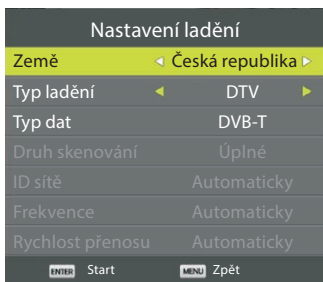 Nastavení ladění
Země Česká republika
Typ ladění DTV
Typ dat DVB-T
Druh skenování Úplné
ID sítě Automaticky
Frekvence Automaticky
Rychlost přenosu Automaticky
ENTER Start MENU Zpět